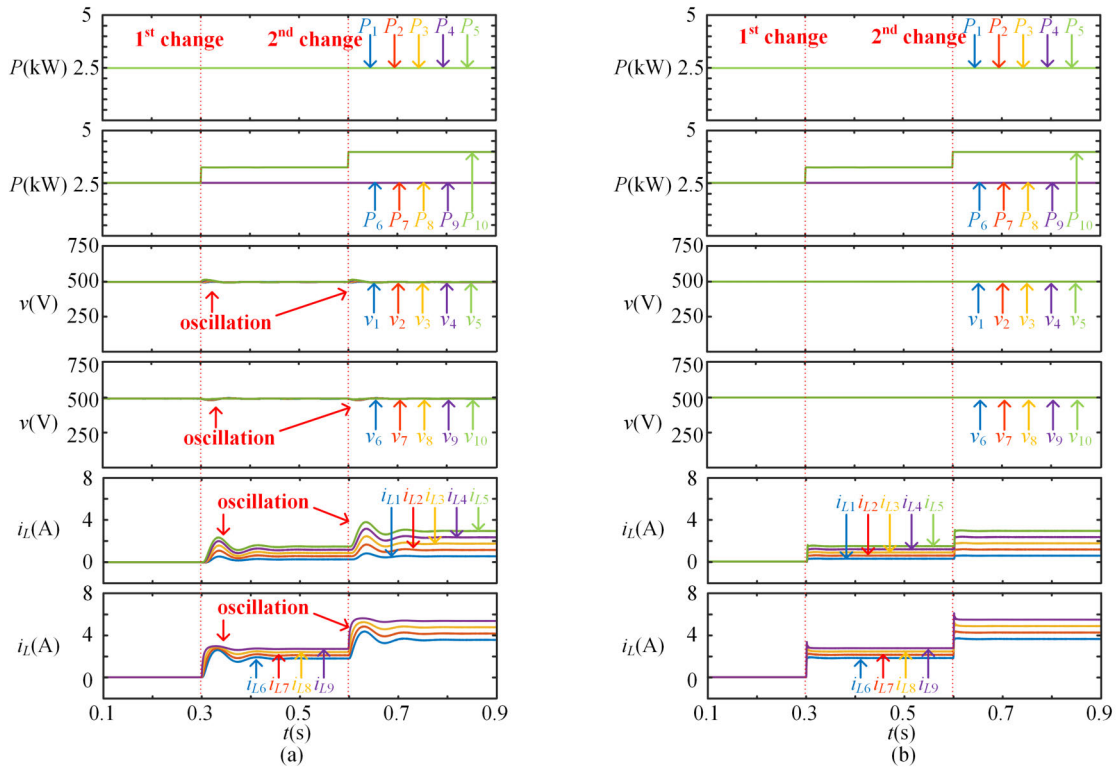 5
1st change 2nd change P1 P2 P3 P4 P5
P(kW) 2.5
5
P(kW) 2.5
P6 P7 P8 P9 P10
750
500
v(V)
250
oscillation v1 v2 v3 v4 v5
750
500
v(V)
250
oscillation v6 v7 v8 v9 v10
8
oscillation iL1 iL2 iL3 iL4 iL5
iL(A) 4
0
8
oscillation
iL(A) 4
0
iL6 iL7 iL8 iL9
0.1 0.3 0.5 0.7 0.9
t(s)
(a)
5
1st change 2nd change P1 P2 P3 P4 P5
P(kW) 2.5
5
P(kW) 2.5
P6 P7 P8 P9 P10
750
500
v(V)
250
v1 v2 v3 v4 v5
750
500
v(V)
250
v6 v7 v8 v9 v10
8
iL1 iL2 iL3 iL4 iL5
iL(A) 4
0
8
iL(A) 4
0
iL6 iL7 iL8 iL9
0.1 0.3 0.5 0.7 0.9
t(s)
(b)